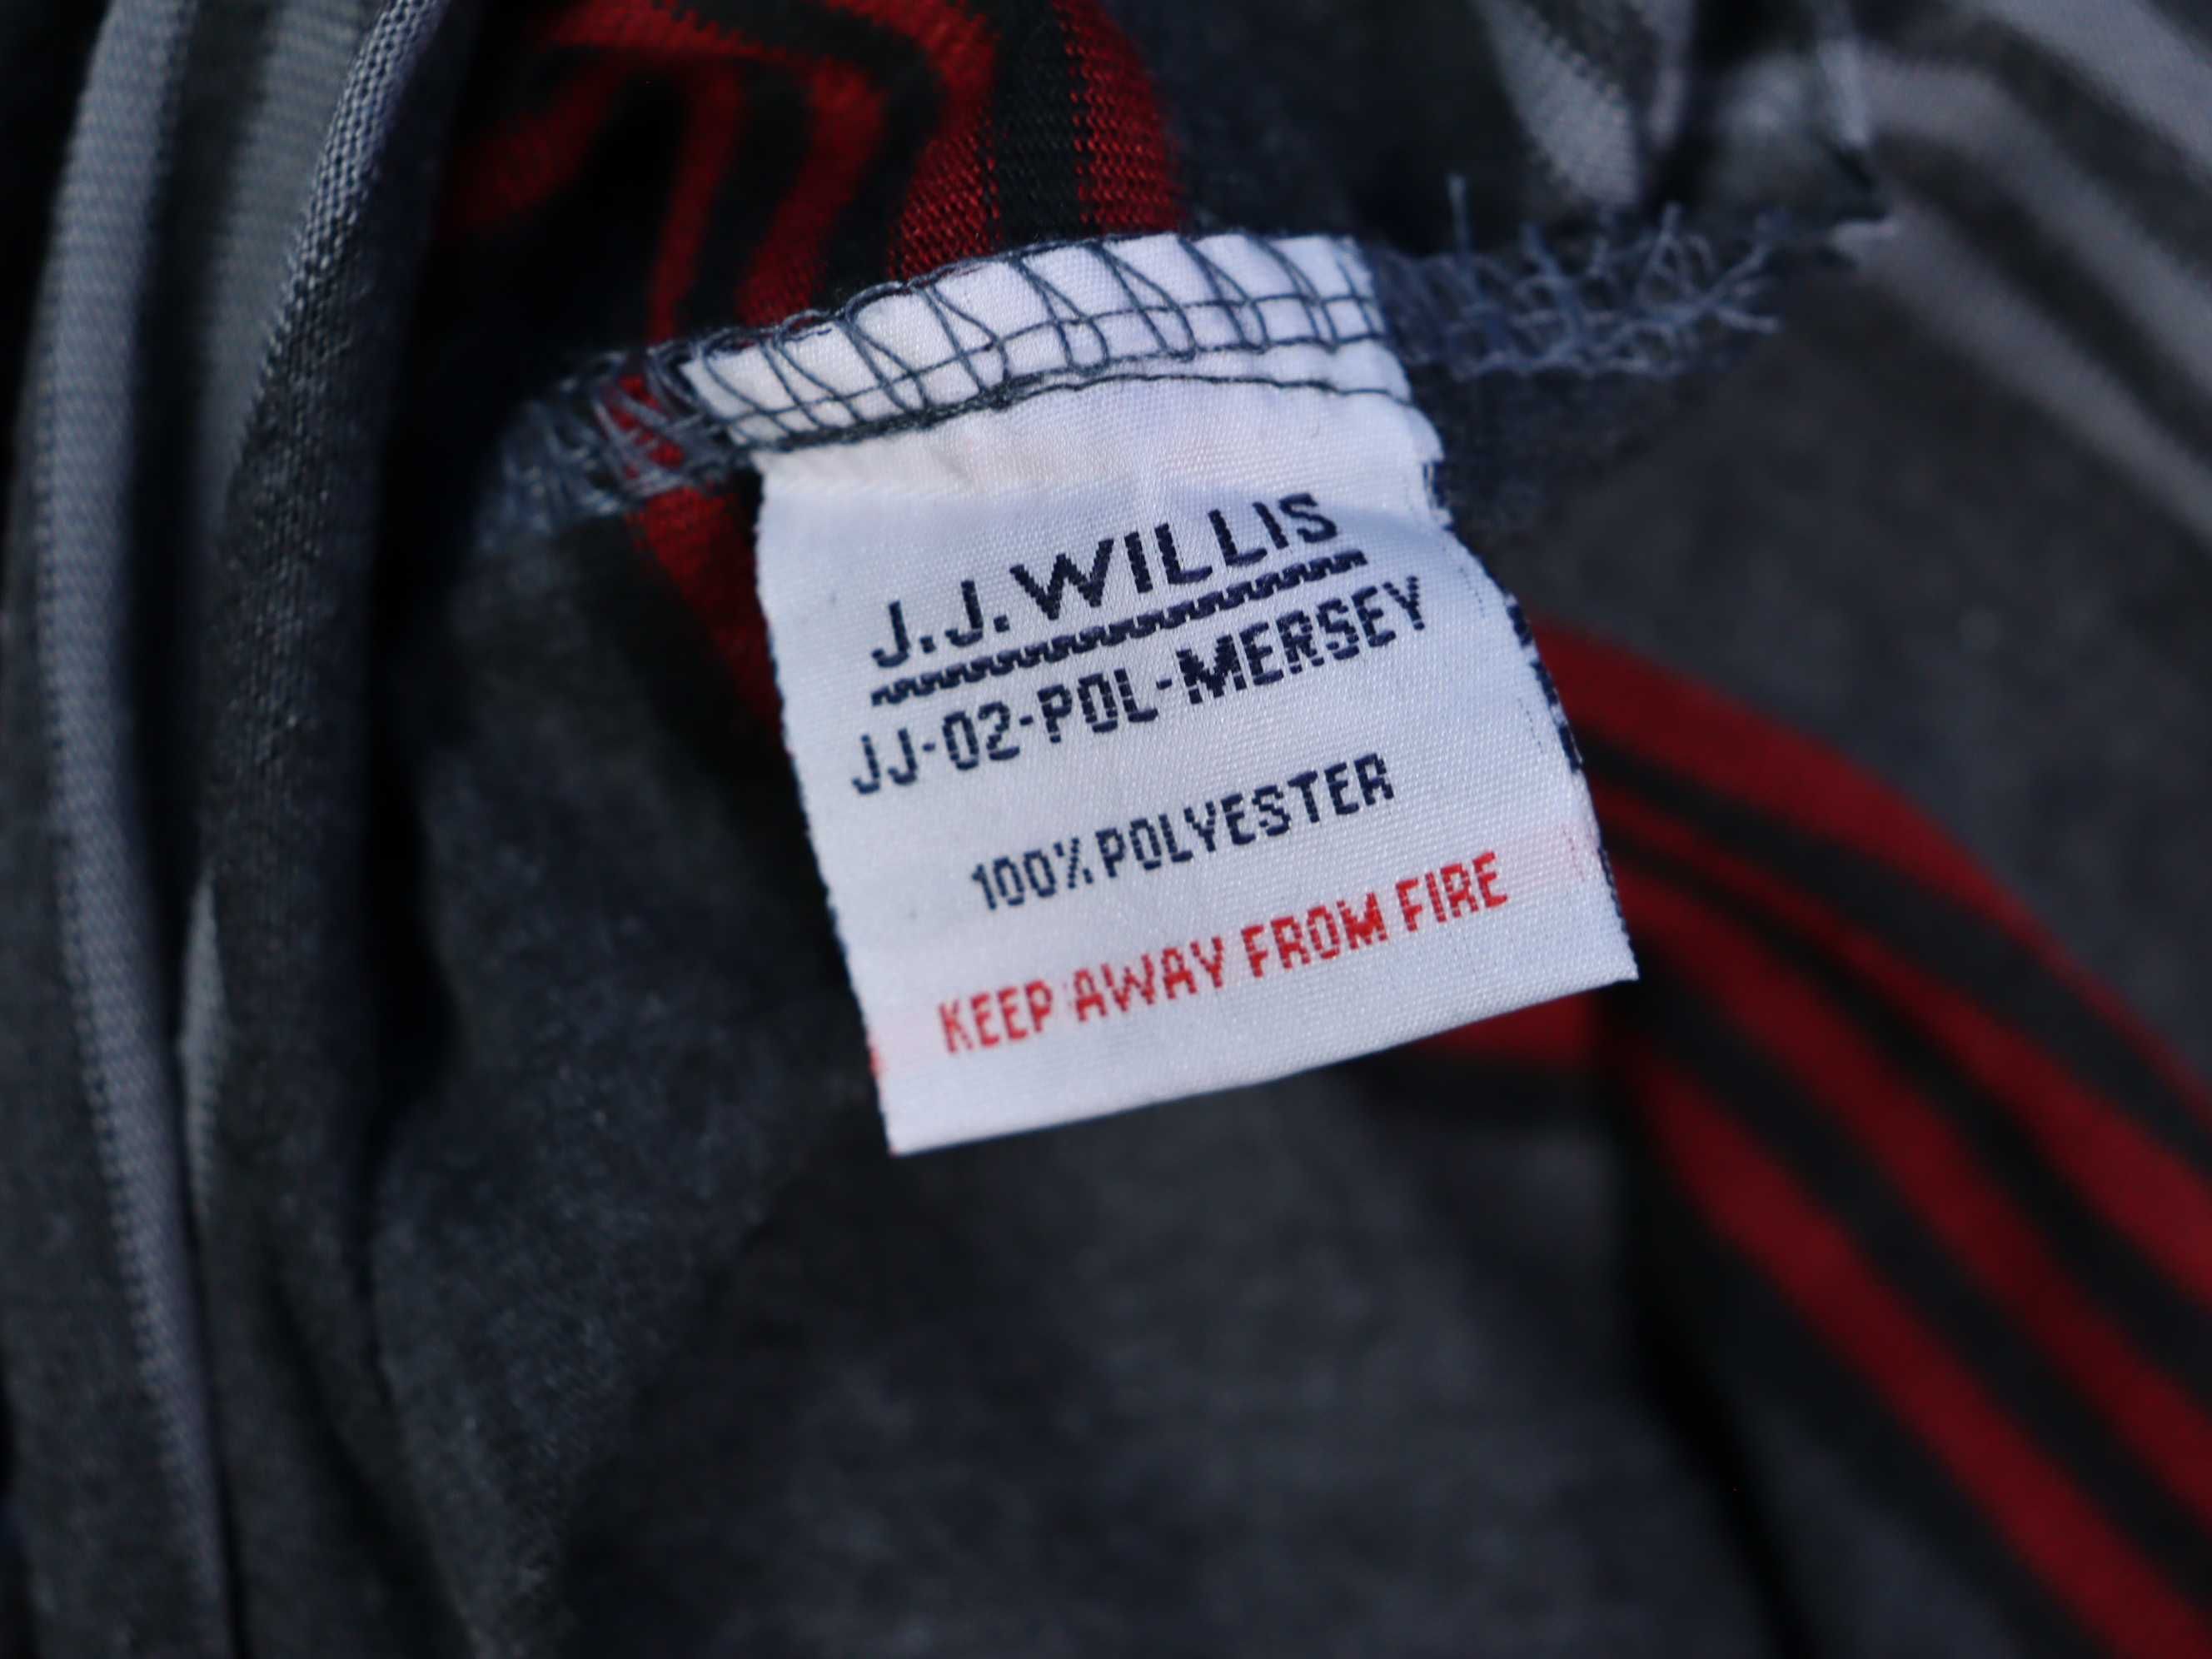 J.J.WILLIS
JJ-02-POL-MERSEY
100% POLYESTER
KEEP AWAY FROM FIRE